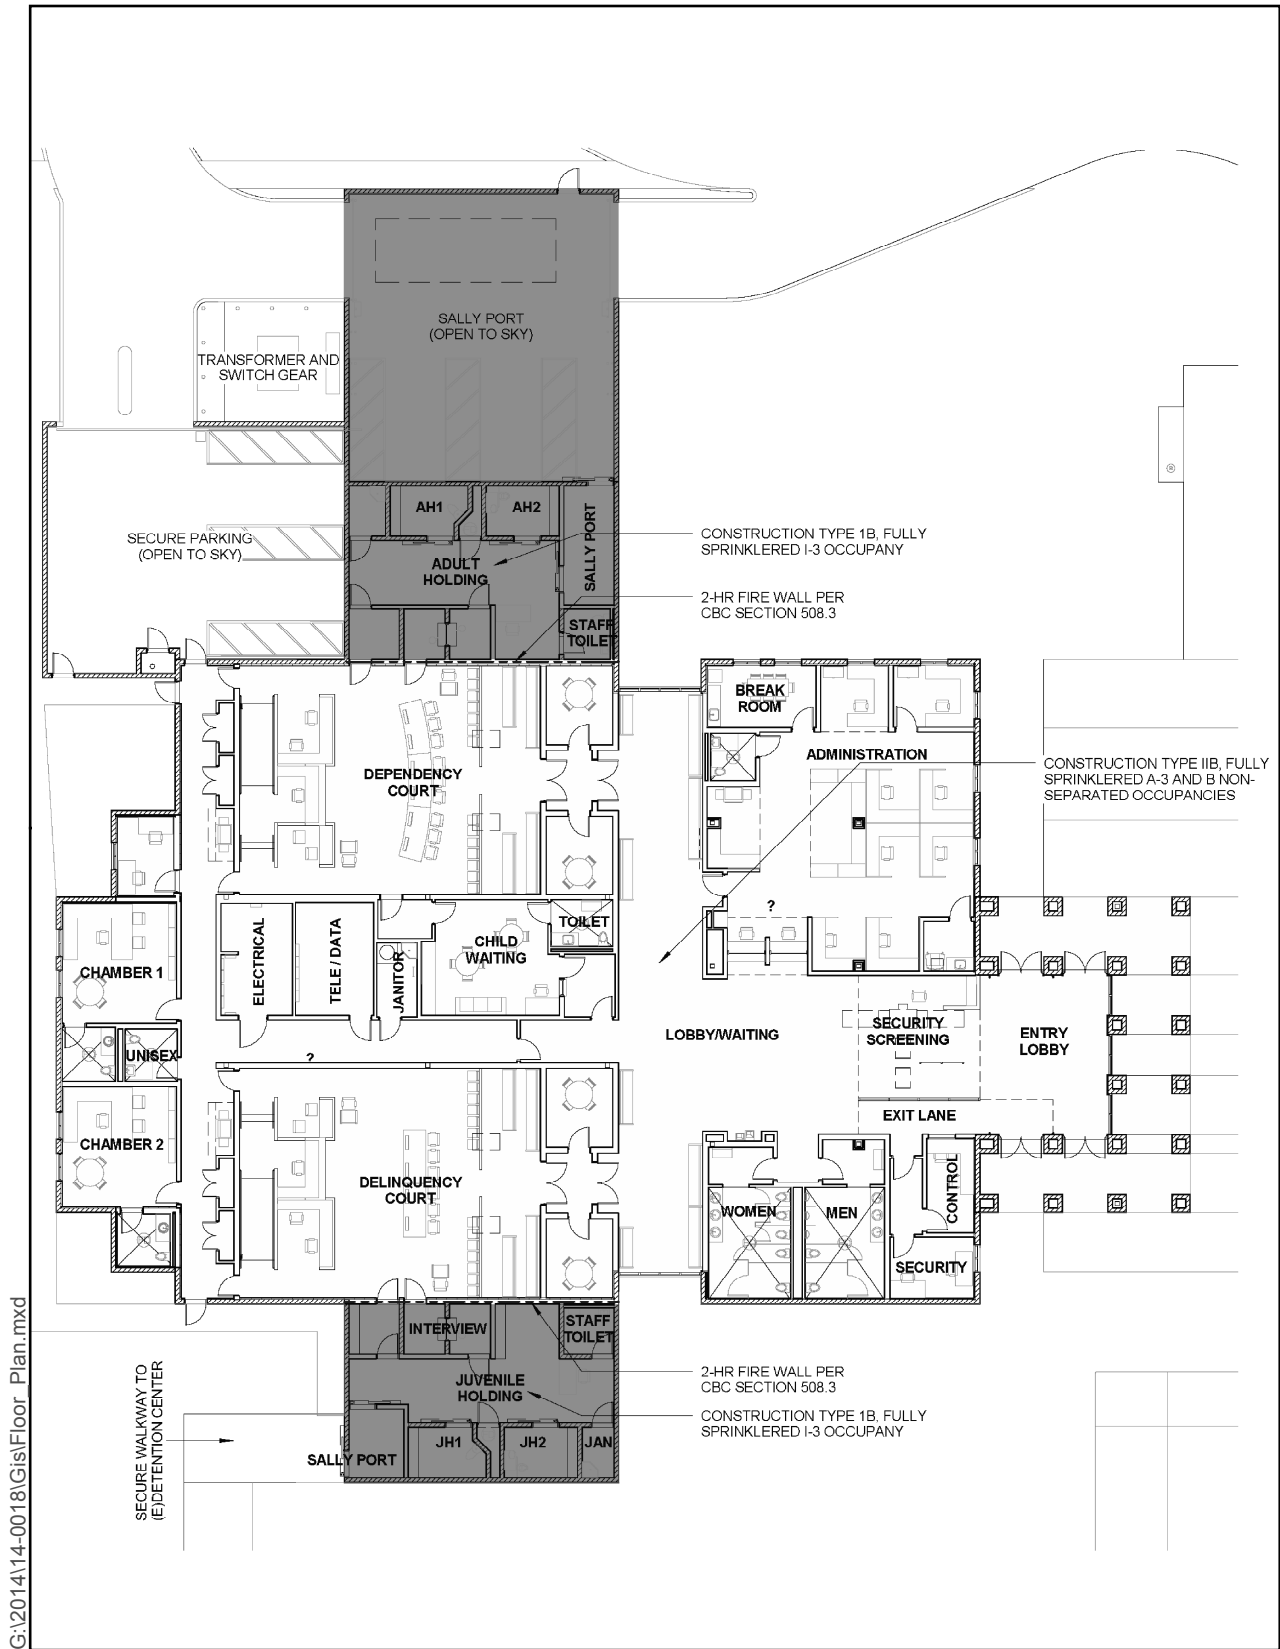 SALLY PORT
(OPEN TO SKY)
TRANSFORMER AND
SWITCH GEAR
SECURE PARKING
(OPEN TO SKY)
AH1
AH2
SALLY PORT
ADULT
HOLDING
STAFF
TOILET
CONSTRUCTION TYPE 1B, FULLY
SPRINKLERED I-3 OCCUPANY
2-HR FIRE WALL PER
CBC SECTION 508.3
BREAK
ROOM
ADMINISTRATION
CONSTRUCTION TYPE IIB, FULLY
SPRINKLERED A-3 AND B NON-
SEPARATED OCCUPANCIES
DEPENDENCY
COURT
?
ELECTRICAL
TELE / DATA
JANITOR
CHILD
WAITING
TOILET
CHAMBER 1
UNISEX
?
LOBBY/WAITING
SECURITY
SCREENING
ENTRY
LOBBY
EXIT LANE
CHAMBER 2
DELINQUENCY
COURT
WOMEN
MEN
CONTROL
SECURITY
INTERVIEW
STAFF
TOILET
JUVENILE
HOLDING
2-HR FIRE WALL PER
CBC SECTION 508.3
CONSTRUCTION TYPE 1B, FULLY
SPRINKLERED I-3 OCCUPANY
SALLY PORT
JH1
JH2
JAN
SECURE WALKWAY TO
(E)DETENTION CENTER
G:\2014\14-0018\Gis\Floor_Plan.mxd